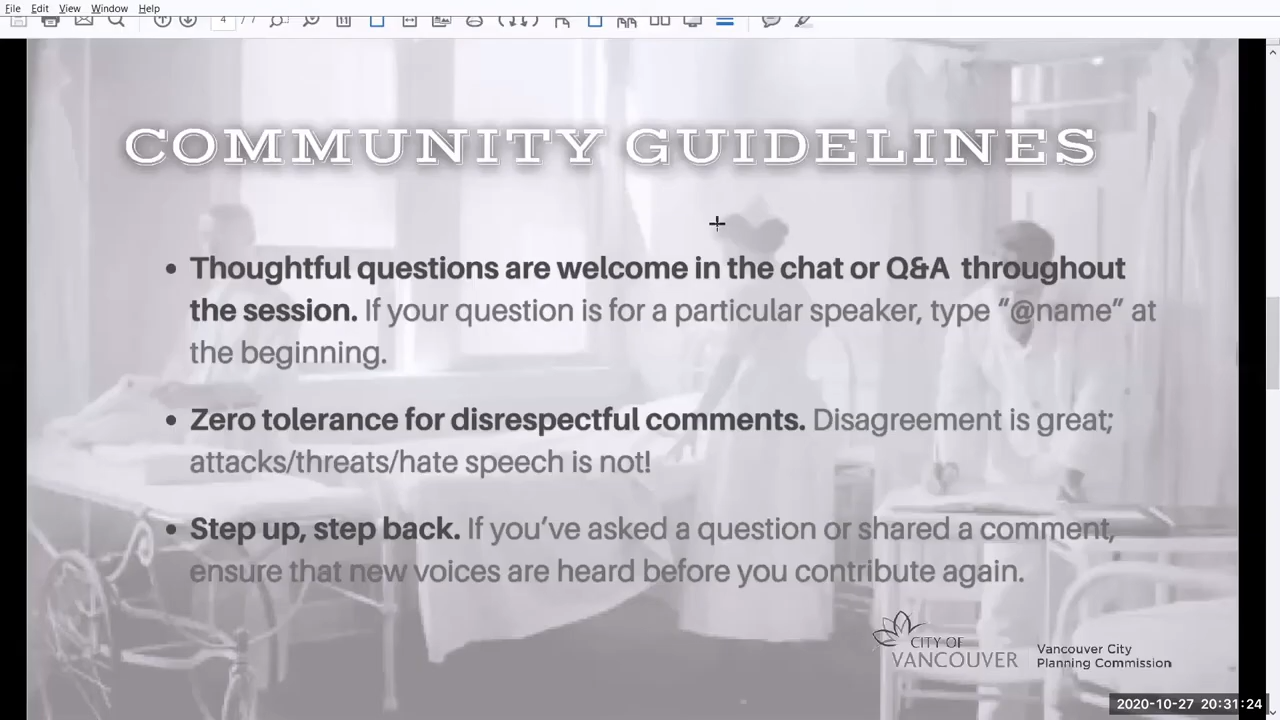 File Edit View Window Help
4 / 7
COMMUNITY GUIDELINES
• Thoughtful questions are welcome in the chat or Q&A throughout
the session. If your question is for a particular speaker, type “@name” at
the beginning.
• Zero tolerance for disrespectful comments. Disagreement is great;
attacks/threats/hate speech is not!
• Step up, step back. If you’ve asked a question or shared a comment,
ensure that new voices are heard before you contribute again.
CITY OF
VANCOUVER
Vancouver City
Planning Commission
2020-10-27 20:31:24